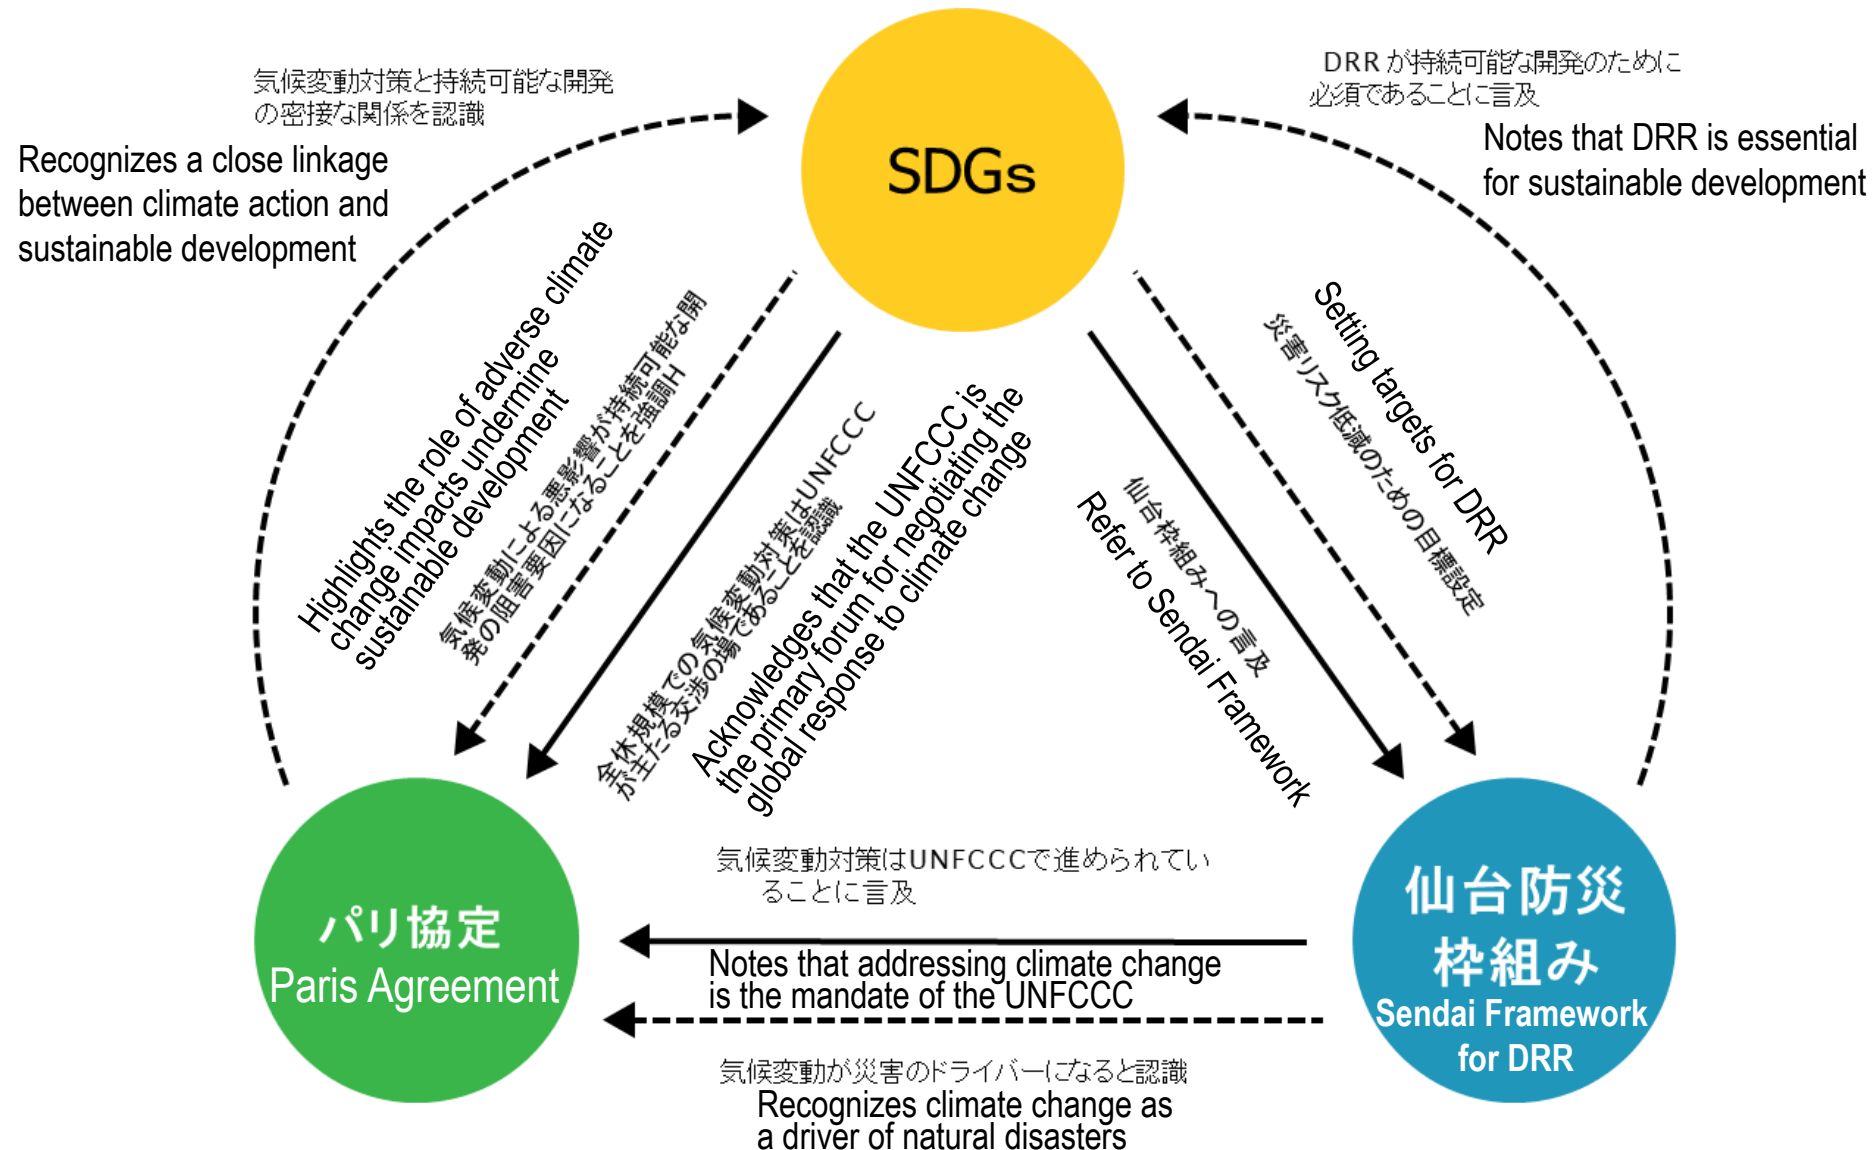 気候変動対策と持続可能な開発
の密接な関係を認識
Recognizes a close linkage
between climate action and
sustainable development
SDGs
DRR が持続可能な開発のために
必須であることに言及
Notes that DRR is essential
for sustainable development
Highlights the role of adverse climate
change impacts undermine
sustainable development
気候変動による悪影響が持続可能な開
発の阻害要因になることを強調H
全休規模での気候変動対策はUNFCCC
が主たる交渉の場であることを認識
Acknowledges that the UNFCCC is
the primary forum for negotiating the
global response to climate change
Setting targets for DRR
災害リスク低減のための目標設定
仙台枠組みへの言及
Refer to Sendai Framework
気候変動対策はUNFCCCで進められてい
ることに言及
Notes that addressing climate change
is the mandate of the UNFCCC
気候変動が災害のドライバーになると認識
Recognizes climate change as
a driver of natural disasters
パリ協定
Paris Agreement
仙台防災
枠組み
Sendai Framework
for DRR